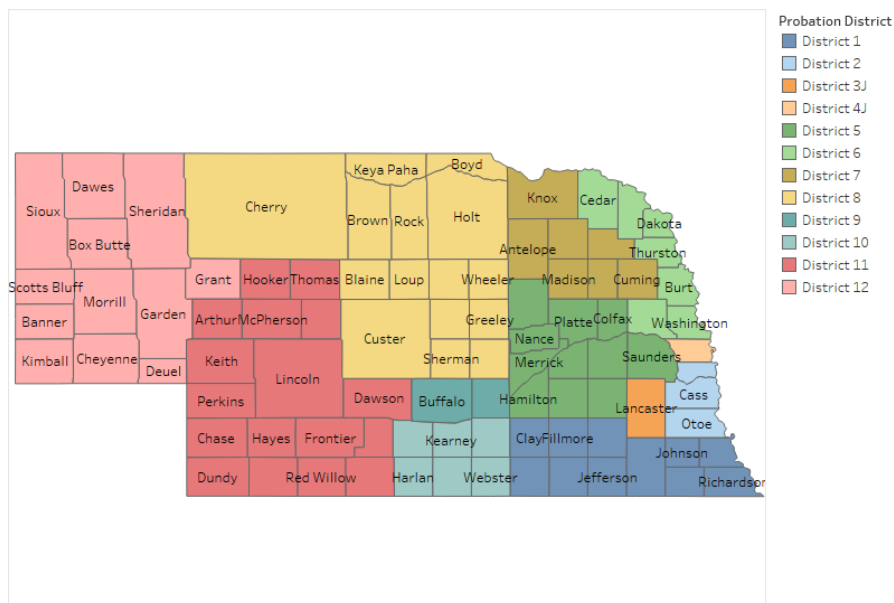 Probation District
District 1
District 2
District 3J
District 4J
District 5
District 6
District 7
District 8
District 9
District 10
District 11
District 12
Boyd
Keya Paha
Dawes
Knox
Cedar
Cherry
Sioux
Sheridan
Brown
Rock
Holt
Dakota
Box Butte
Antelope
Thurston
Grant
Hooker
Thomas
Blaine
Loup
Wheeler
Madison
Cuming
Scotts Bluff
Burt
Morrill
Garden
Banner
Arthur
McPherson
Greeley
Platte
Colfax
Washington
Custer
Nance
Kimball
Cheyenne
Keith
Sherman
Merrick
Saunders
Deuel
Lincoln
Cass
Perkins
Dawson
Buffalo
Hamilton
Lancaster
Otoe
Chase
Hayes
Frontier
Kearney
Clay
Fillmore
Johnson
Dundy
Red Willow
Harlan
Webster
Jefferson
Richardson